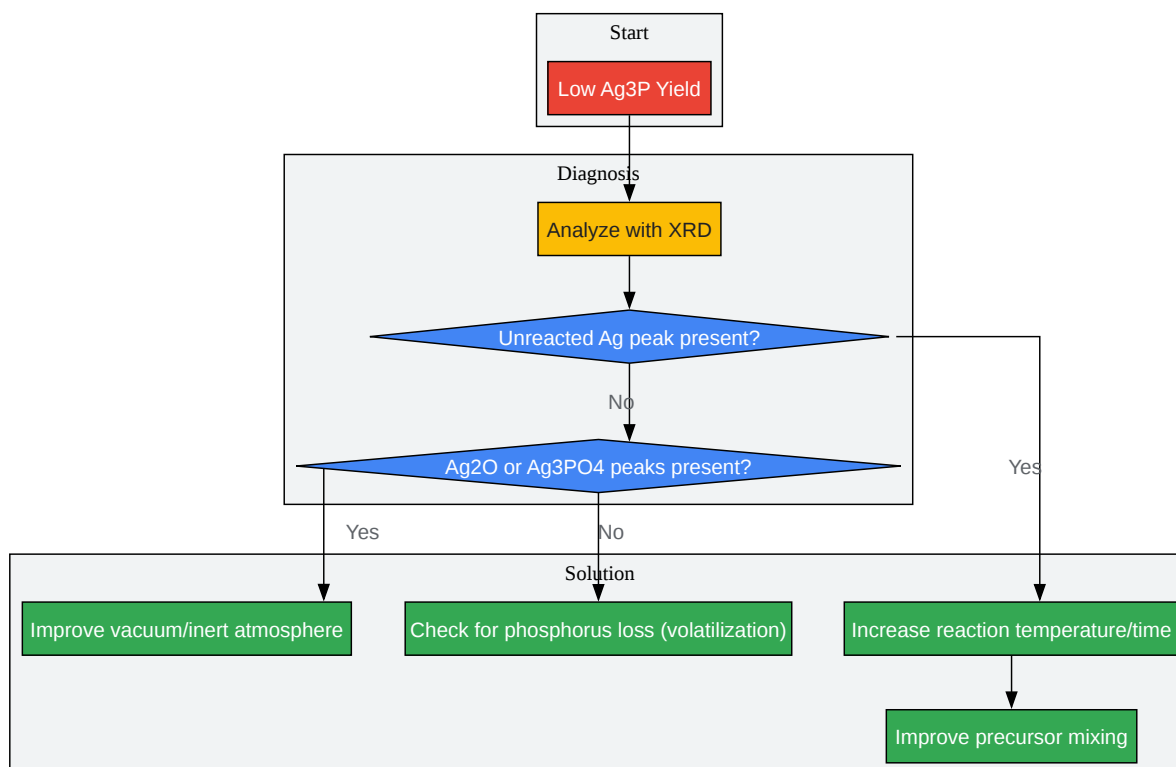 Start
Low Ag3P Yield
Diagnosis
Analyze with XRD
Unreacted Ag peak present?
No
Ag2O or Ag3PO4 peaks present?
Yes
Yes
No
Solution
Improve vacuum/inert atmosphere
Check for phosphorus loss (volatilization)
Increase reaction temperature/time
Improve precursor mixing